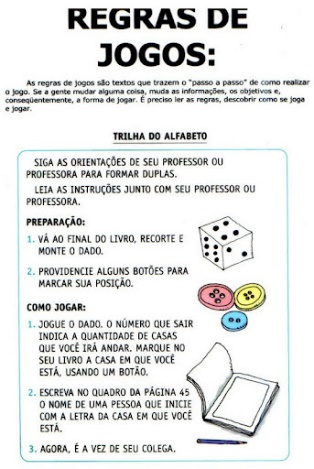 REGRAS DE
JOGOS:
As regras de jogos são textos que trazem o "passo a passo" de como realizar
o jogo. Se a gente mudar alguma coisa, muda as informações, os objetivos e,
conseqüentemente, a forma de jogar. É preciso ler as regras, descobrir como se joga
e jogar.
TRILHA DO ALFABETO
SIGA AS ORIENTAÇÕES DE SEU PROFESSOR OU
PROFESSORA PARA FORMAR DUPLAS.
LEIA AS INSTRUÇÕES JUNTO COM SEU PROFESSOR OU
PROFESSORA.
PREPARAÇÃO:
1. VÁ AO FINAL DO LIVRO, RECORTE E
MONTE O DADO.
2. PROVIDENCIE ALGUNS BOTÕES PARA
MARCAR SUA POSIÇÃO.
COMO JOGAR:
1. JOGUE O DADO. O NÚMERO QUE SAIR
INDICA A QUANTIDADE DE CASAS
QUE VOCÊ IRÁ ANDAR. MARQUE NO
SEU LIVRO A CASA EM QUE VOCÊ
ESTÁ, USANDO UM BOTÃO.
2. ESCREVA NO QUADRO DA PÁGINA 45
O NOME DE UMA PESSOA QUE INICIE
COM A LETRA DA CASA EM QUE VOCÊ
ESTÁ.
3. AGORA, É A VEZ DE SEU COLEGA.